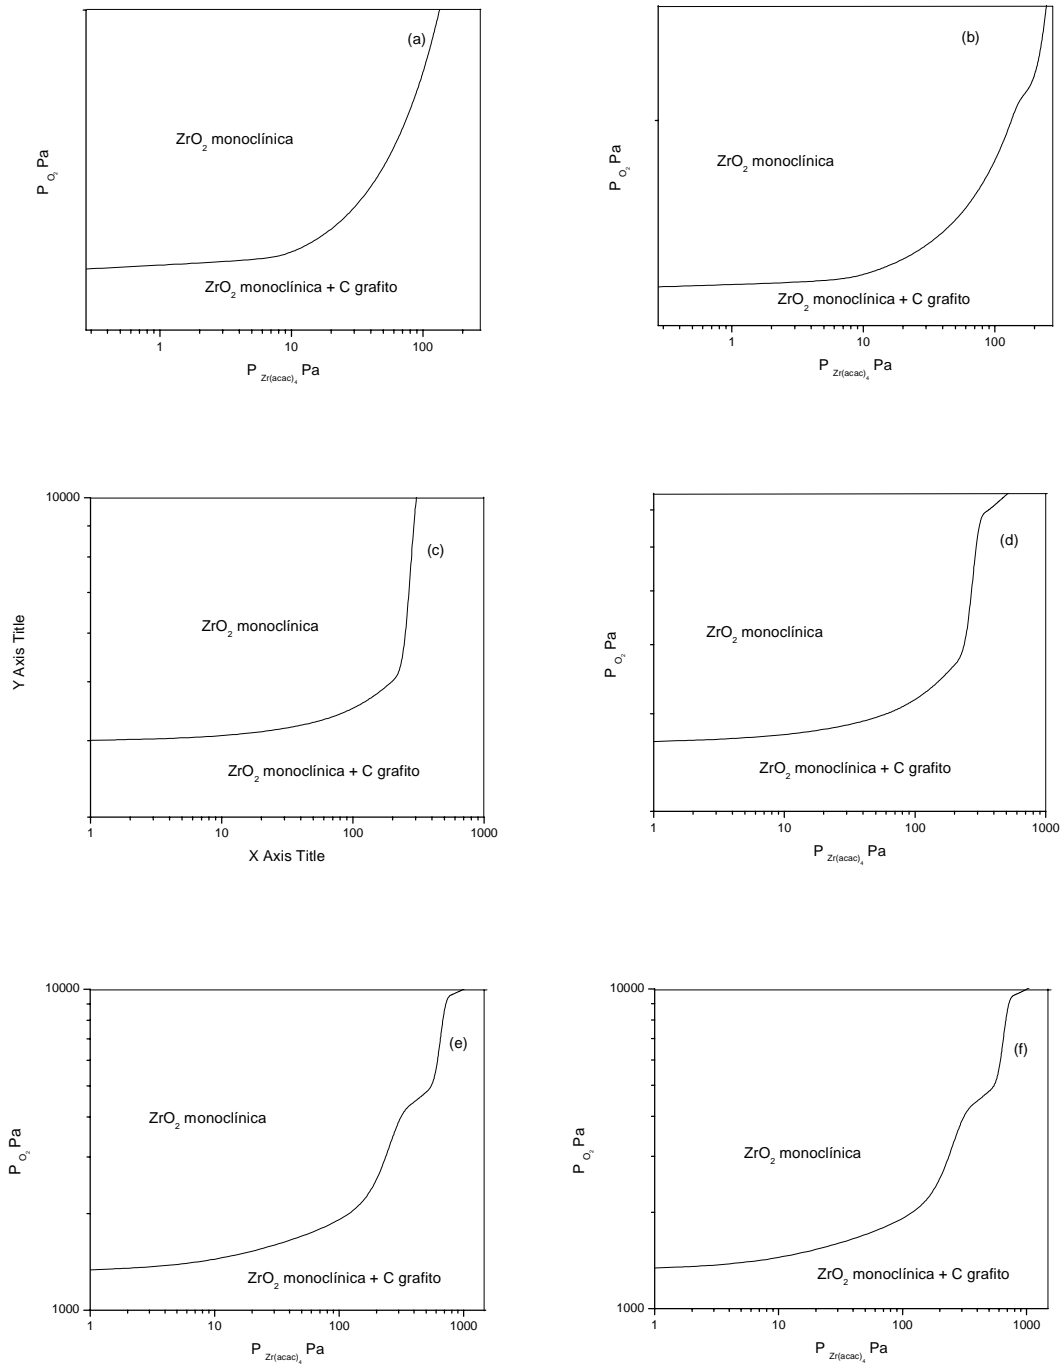 (a)
ZrO2 monoclínica
ZrO2 monoclínica + C grafito
P O2 Pa
1 10 100
P Zr(acac)4 Pa
(b)
ZrO2 monoclínica
ZrO2 monoclínica + C grafito
P O2 Pa
1 10 100
P Zr(acac)4 Pa
10000
(c)
ZrO2 monoclínica
ZrO2 monoclínica + C grafito
Y Axis Title
1 10 100 1000
X Axis Title
(d)
ZrO2 monoclínica
ZrO2 monoclínica + C grafito
P O2 Pa
1 10 100 1000
P Zr(acac)4 Pa
10000
(e)
ZrO2 monoclínica
ZrO2 monoclínica + C grafito
P O2 Pa
1000
1 10 100 1000
P Zr(acac)4 Pa
10000
(f)
ZrO2 monoclínica
ZrO2 monoclínica + C grafito
P O2 Pa
1000
1 10 100 1000
P Zr(acac)4 Pa